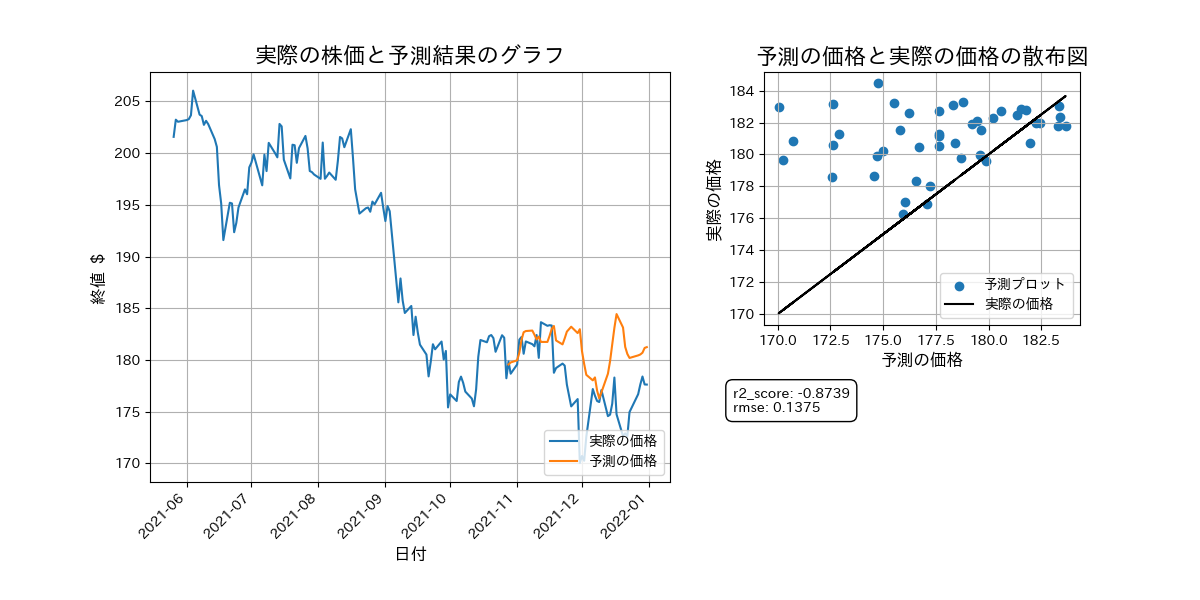 実際の株価と予測結果のグラフ
終値 $
205
200
195
190
185
180
175
170
2021-06
2021-07
2021-08
2021-09
2021-10
2021-11
2021-12
2022-01
日付
実際の価格
予測の価格
予測の価格と実際の価格の散布図
実際の価格
184
182
180
178
176
174
172
170
170.0
172.5
175.0
177.5
180.0
182.5
予測の価格
予測プロット
実際の価格
r2_score: -0.8739
rmse: 0.1375